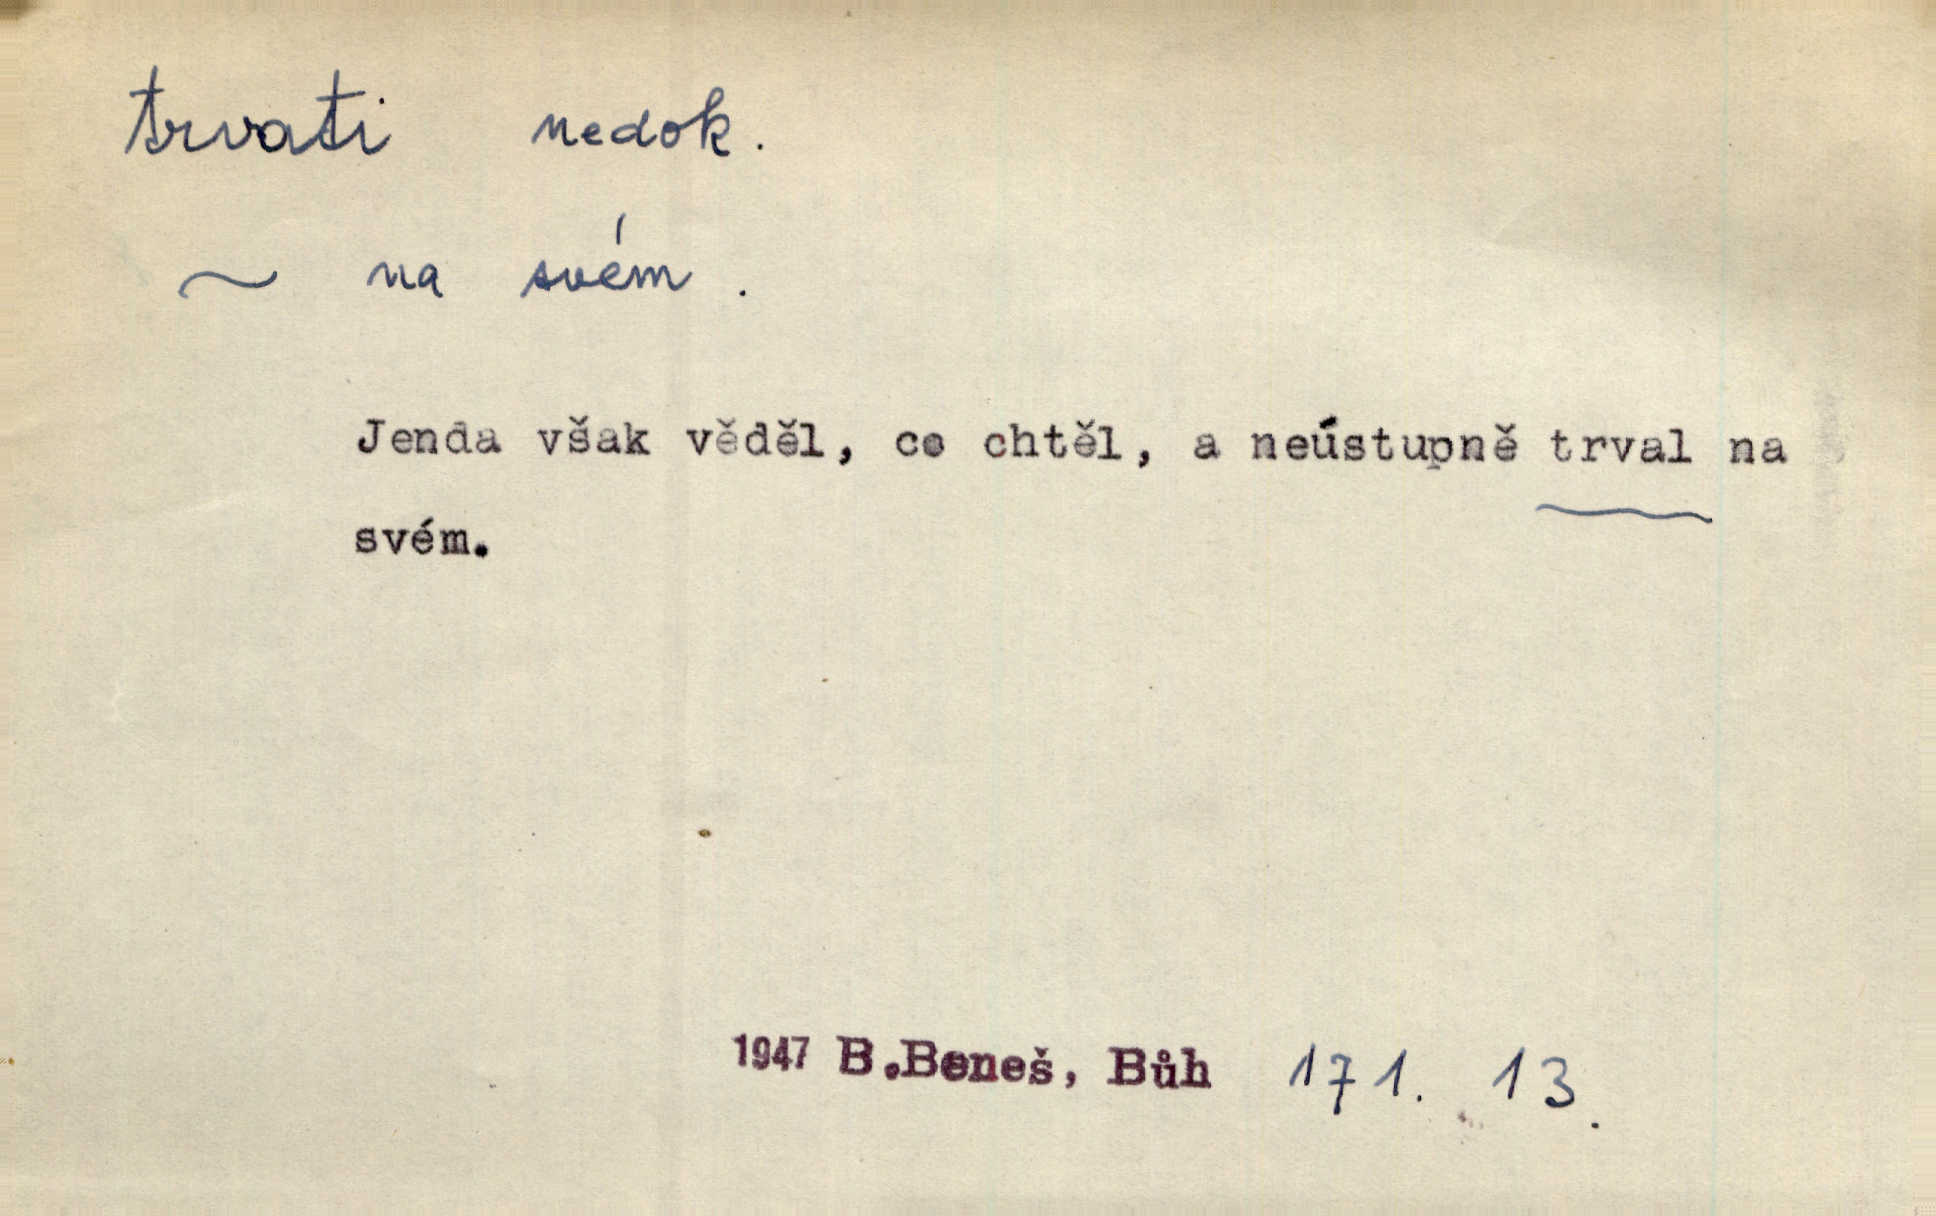 trvati nedok.
~ na svém.
Jenda však věděl, co chtěl, a neústupně trval na
svém.
1947 B.Beneš, Bůh 171. 13.